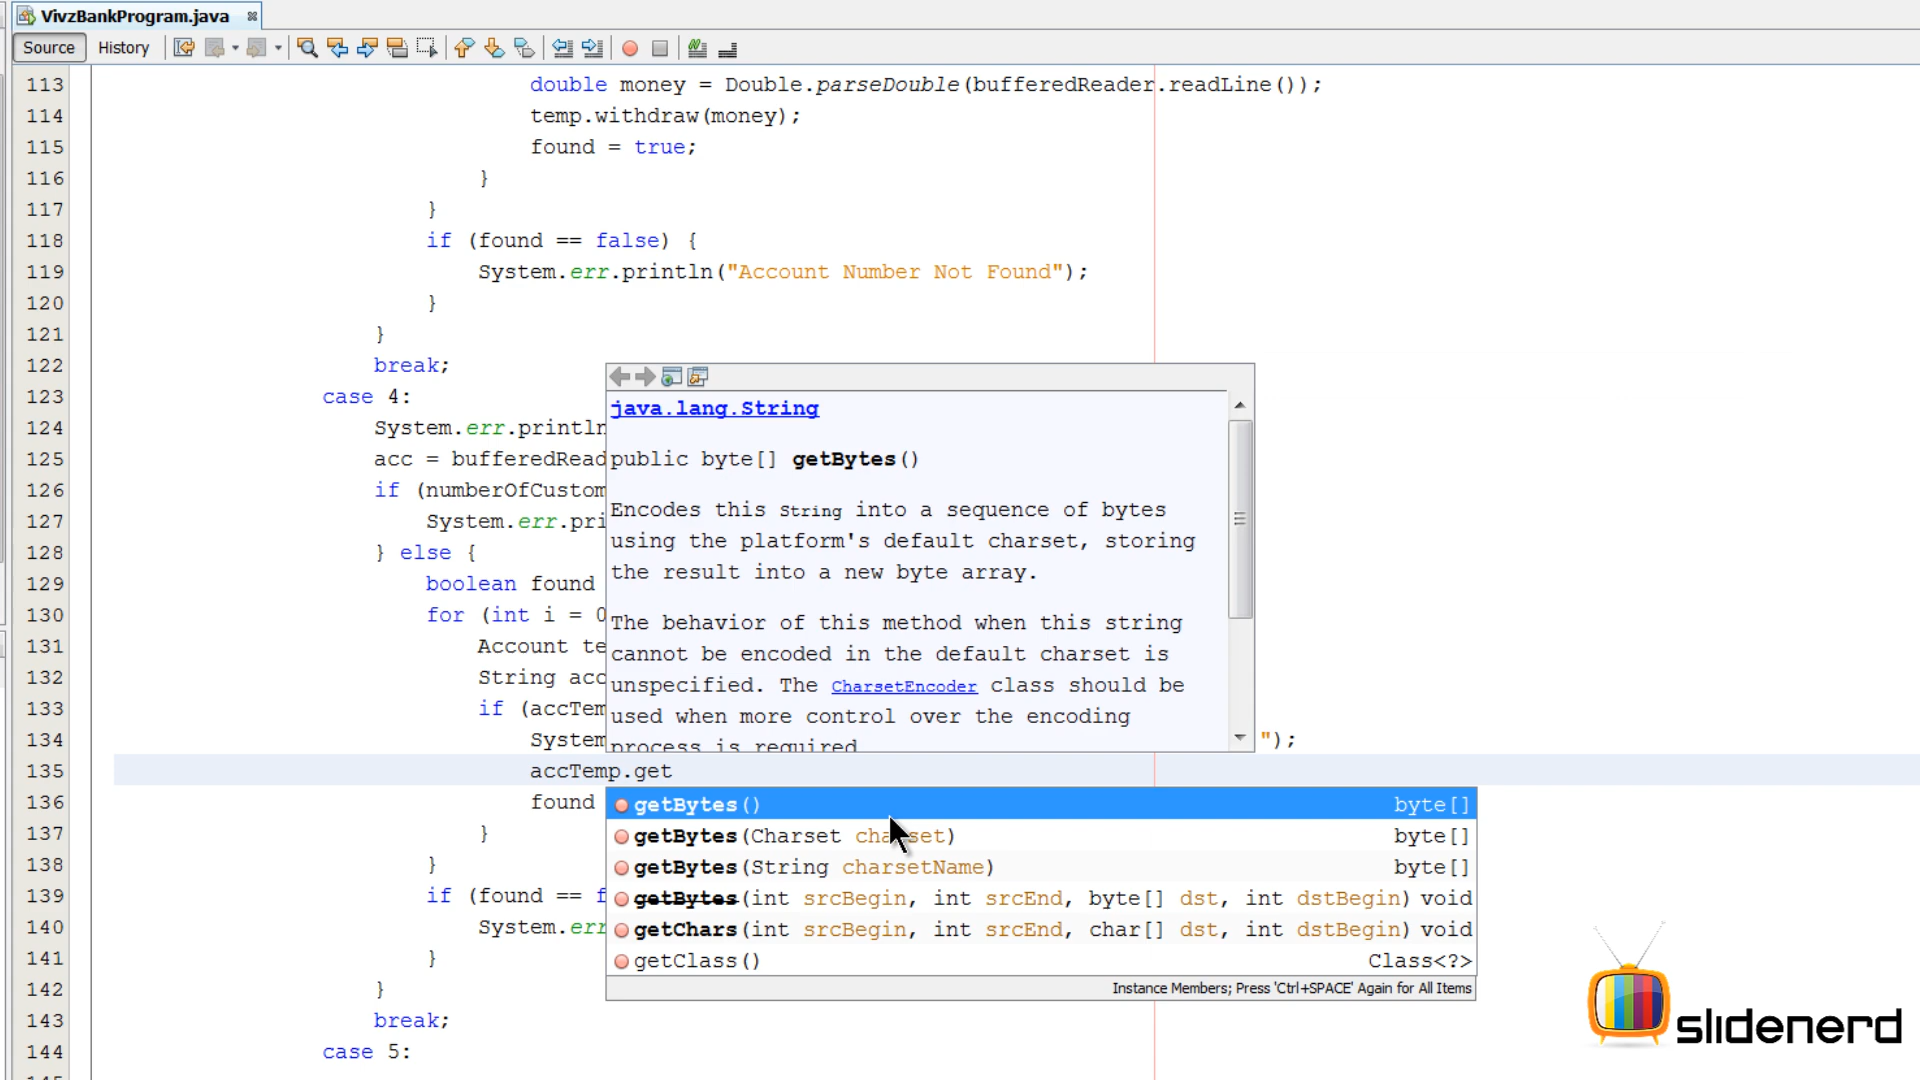 VivzBankProgram.java
Source History
113 double money = Double.parseDouble(bufferedReader.readLine());
114 temp.withdraw(money);
115 found = true;
116 }
117 }
118 if (found == false) {
119 System.err.println("Account Number Not Found");
120 }
121 }
122 break;
123 case 4:
124 System.err.println
125 acc = bufferedRead
126 if (numberOfCustom
127 System.err.pri
128 } else {
129 boolean found
130 for (int i = 0
131 Account te
132 String acc
133 if (accTem
134 System ");
135 accTemp.get
136 found
137 }
138 }
139 if (found == f
140 System.err
141 }
142 }
143 break;
144 case 5:
java.lang.String
public byte[] getBytes()
Encodes this String into a sequence of bytes
using the platform's default charset, storing
the result into a new byte array.
The behavior of this method when this string
cannot be encoded in the default charset is
unspecified. The CharsetEncoder class should be
used when more control over the encoding
process is required
getBytes() byte[]
getBytes(Charset charset) byte[]
getBytes(String charsetName) byte[]
getBytes(int srcBegin, int srcEnd, byte[] dst, int dstBegin) void
getChars(int srcBegin, int srcEnd, char[] dst, int dstBegin) void
getClass() Class<?>
Instance Members; Press 'Ctrl+SPACE' Again for All Items
slidenerd